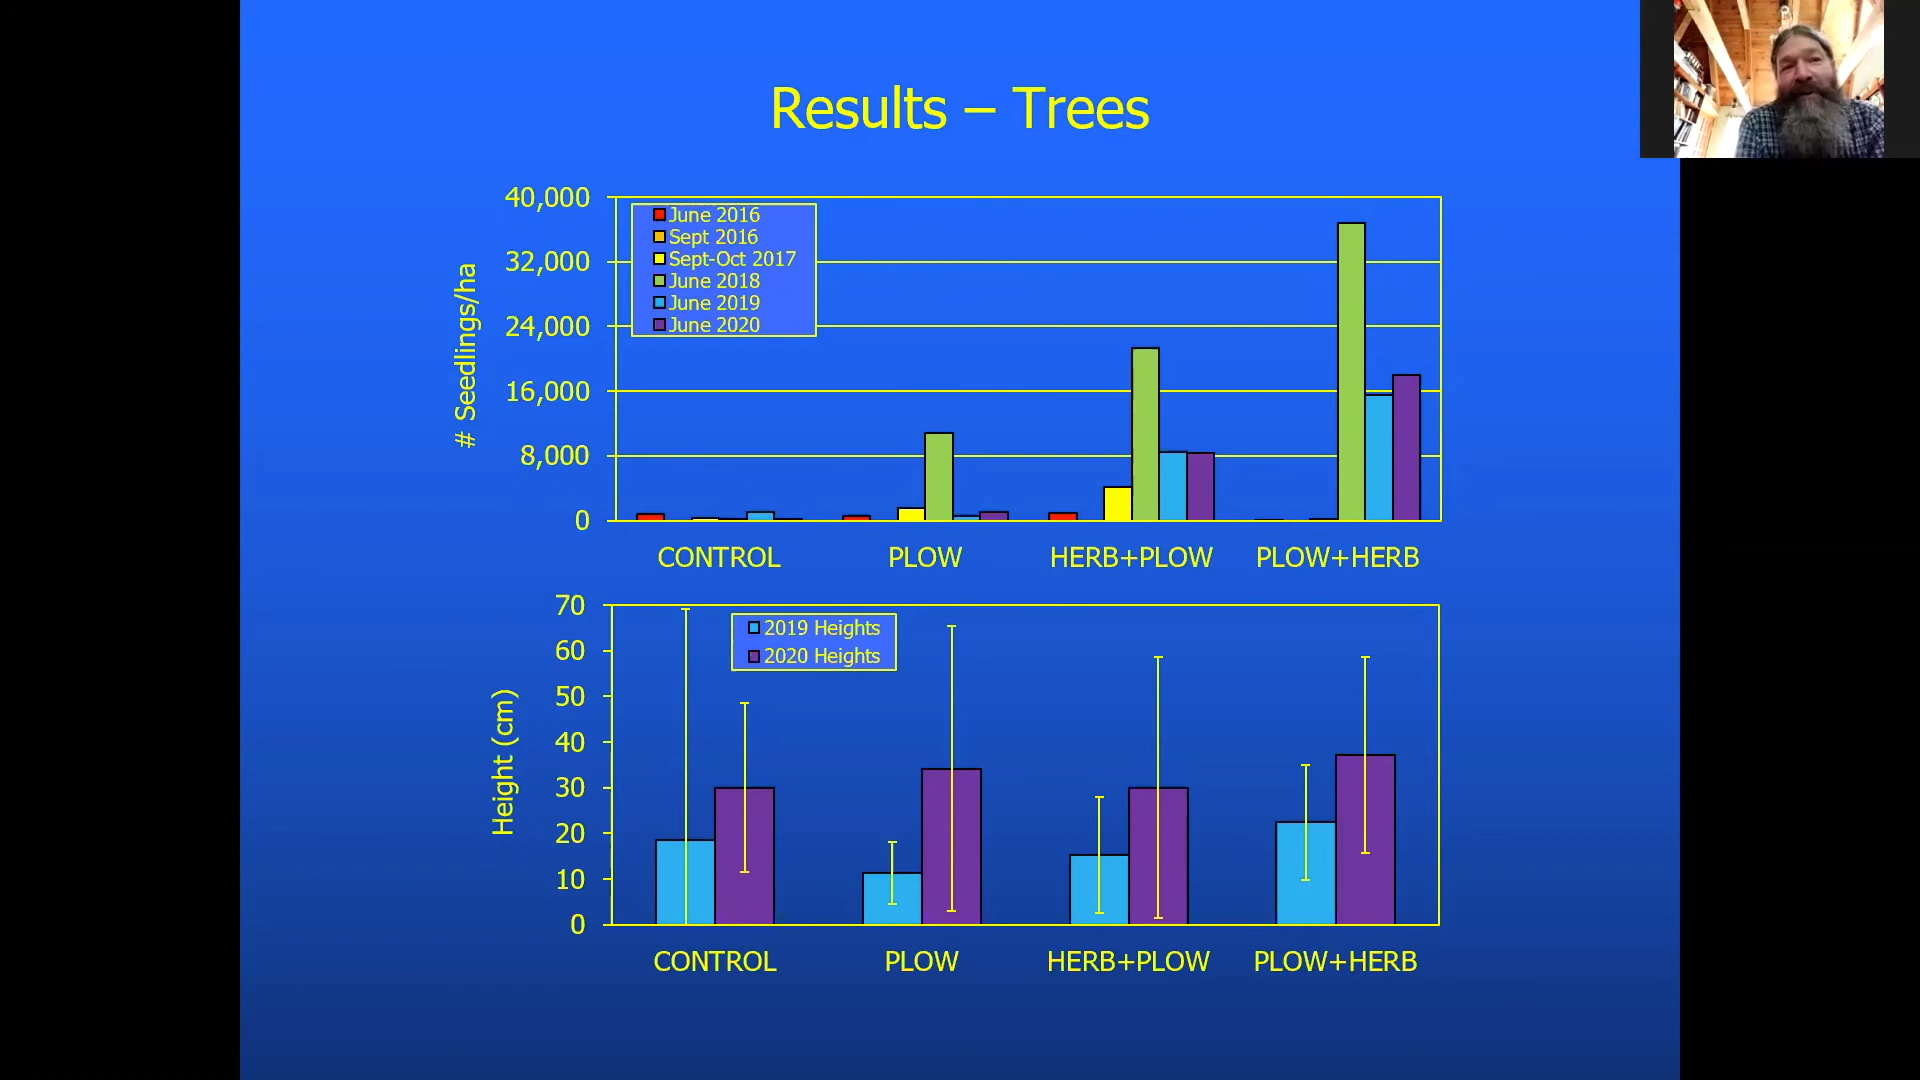 Results – Trees
40,000
32,000
24,000
16,000
8,000
0
# Seedlings/ha
June 2016
Sept 2016
Sept-Oct 2017
June 2018
June 2019
June 2020
CONTROL PLOW HERB+PLOW PLOW+HERB
70
60
50
40
30
20
10
0
Height (cm)
2019 Heights
2020 Heights
CONTROL PLOW HERB+PLOW PLOW+HERB